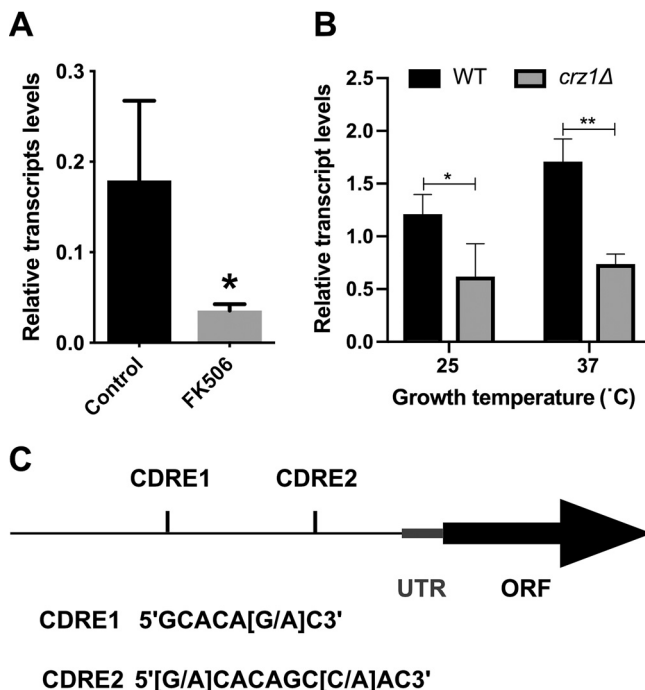 A
Relative transcripts levels
0.3
0.2
0.1
0.0
*
Control
FK506
B
Relative transcript levels
WT
crz1Δ
2.5
2.0
1.5
1.0
0.5
0.0
*
**
25
37
Growth temperature (˚C)
C
CDRE1
CDRE2
UTR
ORF
CDRE1 5'GCACA[G/A]C3'
CDRE2 5'[G/A]CACAGC[C/A]AC3'